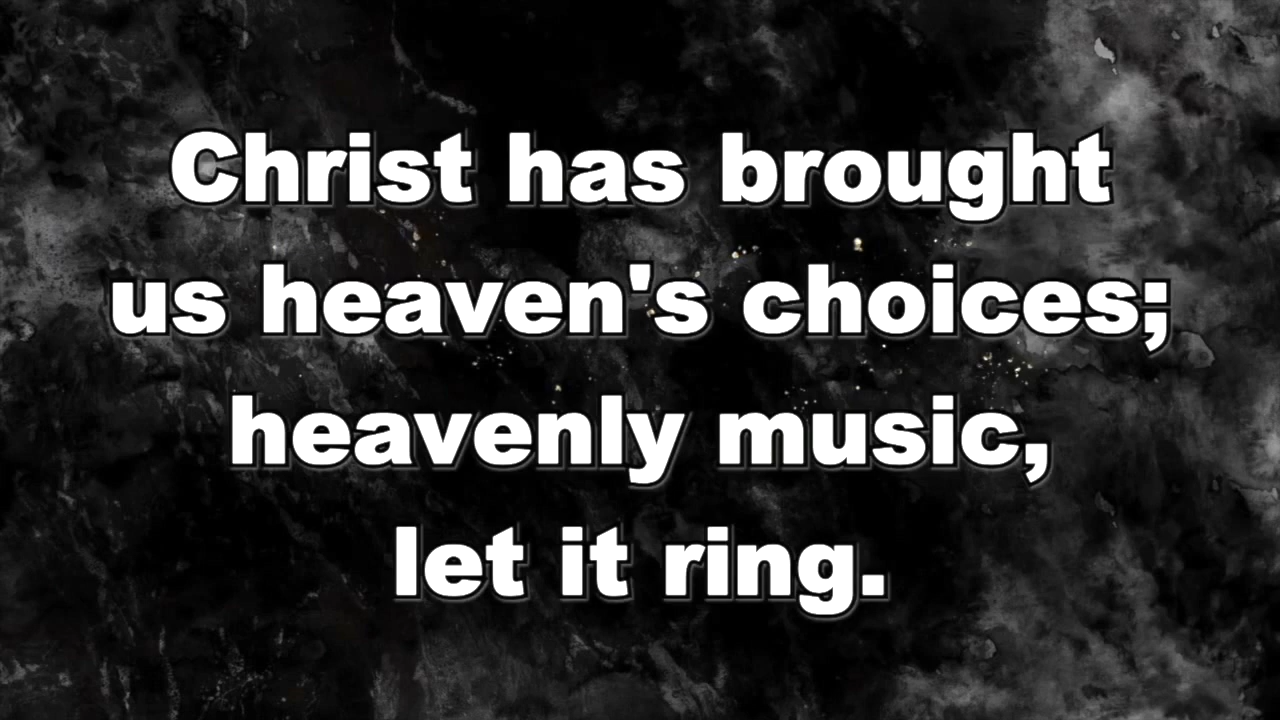 Christ has brought
us heaven's choices;
heavenly music,
let it ring.